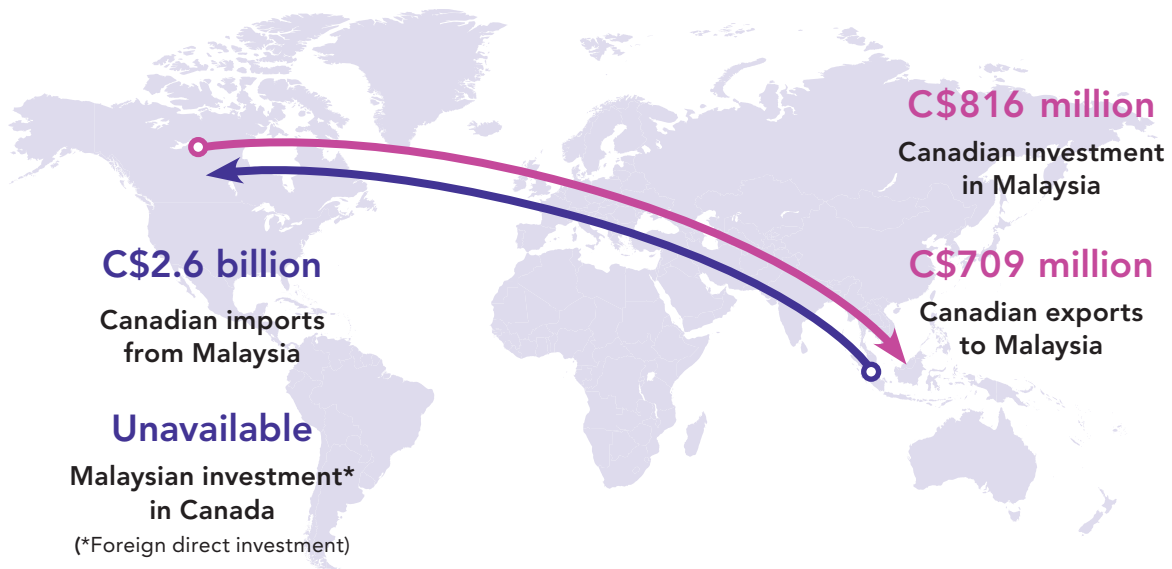 C$816 million
Canadian investment
in Malaysia
C$2.6 billion
Canadian imports
from Malaysia
C$709 million
Canadian exports
to Malaysia
Unavailable
Malaysian investment*
in Canada
(*Foreign direct investment)